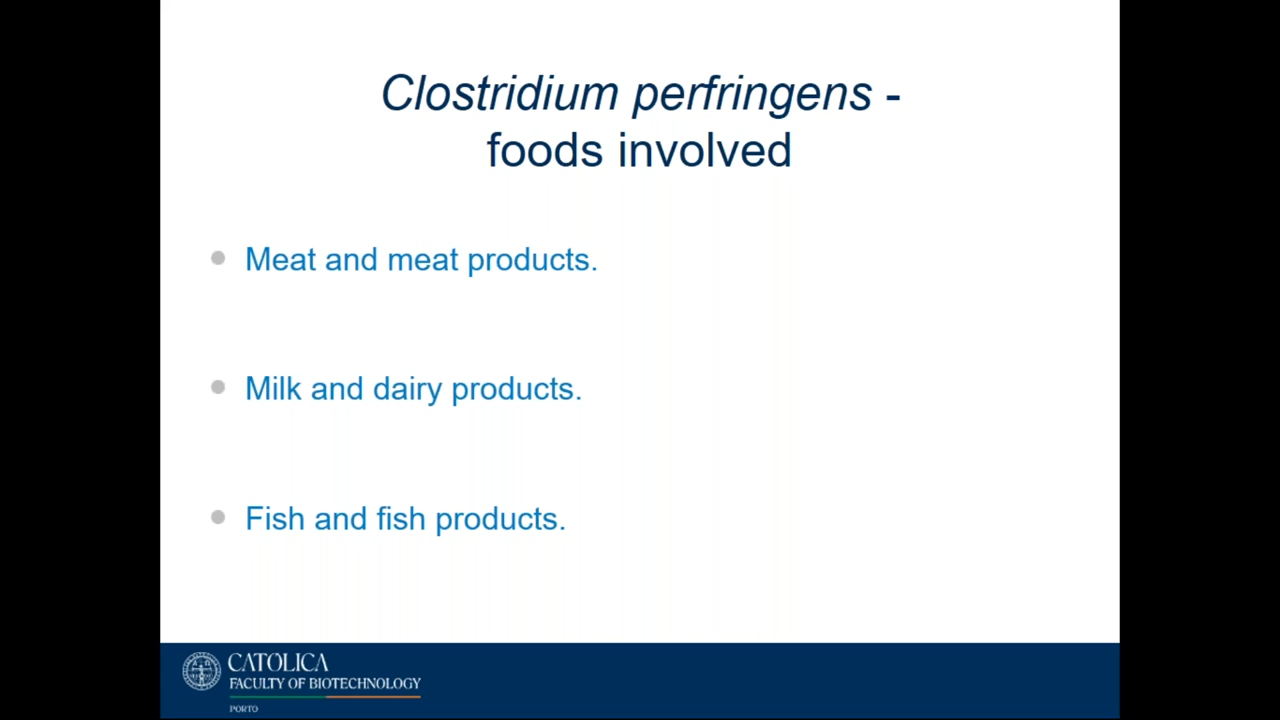 Clostridium perfringens -
foods involved
Meat and meat products.
Milk and dairy products.
Fish and fish products.
CATOLICA
FACULTY OF BIOTECHNOLOGY
PORTO